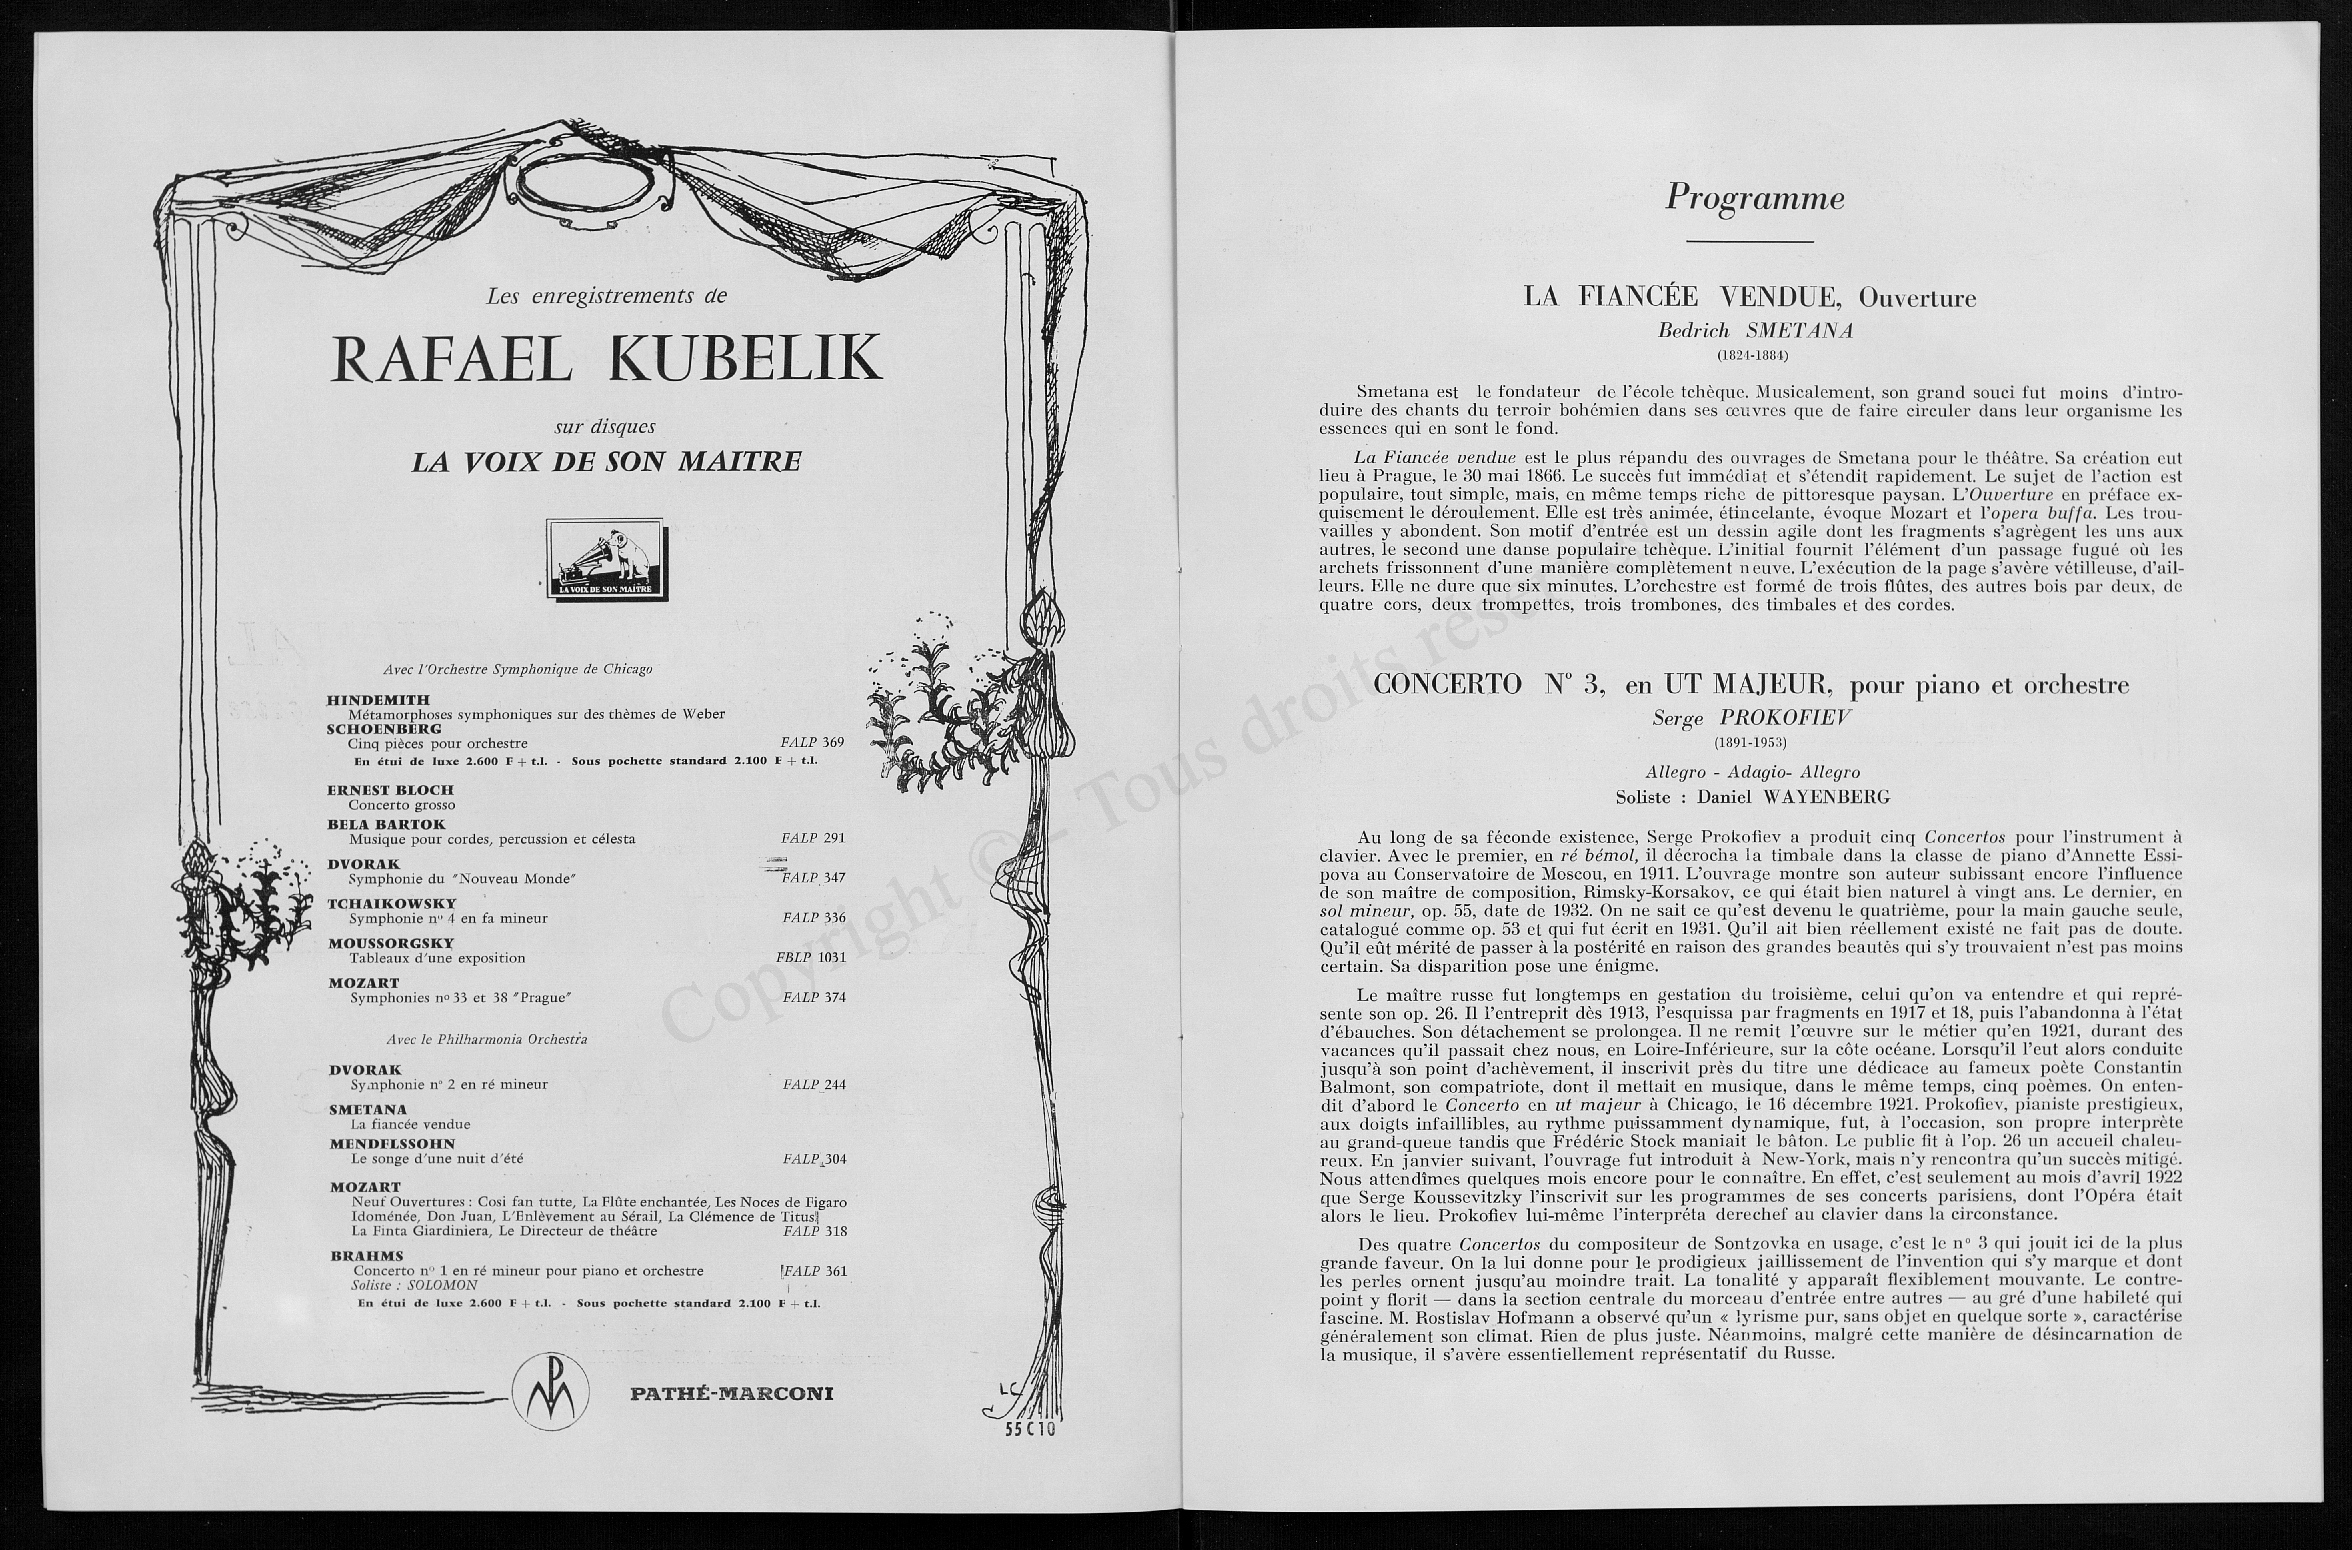 Les enregistrements de
RAFAEL KUBELIK
sur disques
LA VOIX DE SON MAITRE
LA VOIX DE SON MAÎTRE
Avec l'Orchestre Symphonique de Chicago
HINDEMITH
Métamorphoses symphoniques sur des thèmes de Weber
SCHOENBERG
Cinq pièces pour orchestre FALP 369
En étui de luxe 2.600 F + t.l. - Sous pochette standard 2.100 F + t.l.
ERNEST BLOCH
Concerto grosso
BELA BARTOK
Musique pour cordes, percussion et célesta FALP 291
DVORAK
Symphonie du "Nouveau Monde" FALP 347
TCHAIKOWSKY
Symphonie nº 4 en fa mineur FALP 336
MOUSSORGSKY
Tableaux d'une exposition FBLP 1031
MOZART
Symphonies nº 33 et 38 "Prague" FALP 374
Avec le Philharmonia Orchestra
DVORAK
Symphonie nº 2 en ré mineur FALP 244
SMETANA
La fiancée vendue
MENDELSSOHN
Le songe d'une nuit d'été FALP 304
MOZART
Neuf Ouvertures : Cosi fan tutte, La Flûte enchantée, Les Noces de Figaro
Idoménée, Don Juan, L'Enlèvement au Sérail, La Clémence de Titus
La Finta Giardiniera, Le Directeur de théâtre FALP 318
BRAHMS
Concerto nº 1 en ré mineur pour piano et orchestre FALP 361
Soliste : SOLOMON
En étui de luxe 2.600 F + t.l. - Sous pochette standard 2.100 F + t.l.
PATHÉ-MARCONI
LC
55 C 10
Programme
LA FIANCÉE VENDUE, Ouverture
Bedrich SMETANA
(1824-1884)
Smetana est le fondateur de l'école tchèque. Musicalement, son grand souci fut moins d'intro-
duire des chants du terroir bohémien dans ses œuvres que de faire circuler dans leur organisme les
essences qui en sont le fond.
La Fiancée vendue est le plus répandu des ouvrages de Smetana pour le théâtre. Sa création eut
lieu à Prague, le 30 mai 1866. Le succès fut immédiat et s'étendit rapidement. Le sujet de l'action est
populaire, tout simple, mais, en même temps riche de pittoresque paysan. L'Ouverture en préface ex-
quisement le déroulement. Elle est très animée, étincelante, évoque Mozart et l'opera buffa. Les trou-
vailles y abondent. Son motif d'entrée est un dessin agile dont les fragments s'agrègent les uns aux
autres, le second une danse populaire tchèque. L'initial fournit l'élément d'un passage fugué où les
archets frissonnent d'une manière complètement neuve. L'exécution de la page s'avère vétilleuse, d'ail-
leurs. Elle ne dure que six minutes. L'orchestre est formé de trois flûtes, des autres bois par deux, de
quatre cors, deux trompettes, trois trombones, des timbales et des cordes.
CONCERTO Nº 3, en UT MAJEUR, pour piano et orchestre
Serge PROKOFIEV
(1891-1953)
Allegro - Adagio- Allegro
Soliste : Daniel WAYENBERG
Au long de sa féconde existence, Serge Prokofiev a produit cinq Concertos pour l'instrument à
clavier. Avec le premier, en ré bémol, il décrocha la timbale dans la classe de piano d'Annette Essi-
pova au Conservatoire de Moscou, en 1911. L'ouvrage montre son auteur subissant encore l'influence
de son maître de composition, Rimsky-Korsakov, ce qui était bien naturel à vingt ans. Le dernier, en
sol mineur, op. 55, date de 1932. On ne sait ce qu'est devenu le quatrième, pour la main gauche seule,
catalogué comme op. 53 et qui fut écrit en 1931. Qu'il ait bien réellement existé ne fait pas de doute.
Qu'il eût mérité de passer à la postérité en raison des grandes beautés qui s'y trouvaient n'est pas moins
certain. Sa disparition pose une énigme.
Le maître russe fut longtemps en gestation du troisième, celui qu'on va entendre et qui repré-
sente son op. 26. Il l'entreprit dès 1913, l'esquissa par fragments en 1917 et 18, puis l'abandonna à l'état
d'ébauches. Son détachement se prolongea. Il ne remit l'œuvre sur le métier qu'en 1921, durant des
vacances qu'il passait chez nous, en Loire-Inférieure, sur la côte océane. Lorsqu'il l'eut alors conduite
jusqu'à son point d'achèvement, il inscrivit près du titre une dédicace au fameux poète Constantin
Balmont, son compatriote, dont il mettait en musique, dans le même temps, cinq poèmes. On enten-
dit d'abord le Concerto en ut majeur à Chicago, le 16 décembre 1921. Prokofiev, pianiste prestigieux,
aux doigts infaillibles, au rythme puissamment dynamique, fut, à l'occasion, son propre interprète
au grand-queue tandis que Frédéric Stock maniait le bâton. Le public fit à l'op. 26 un accueil chaleu-
reux. En janvier suivant, l'ouvrage fut introduit à New-York, mais n'y rencontra qu'un succès mitigé.
Nous attendîmes quelques mois encore pour le connaître. En effet, c'est seulement au mois d'avril 1922
que Serge Koussevitzky l'inscrivit sur les programmes de ses concerts parisiens, dont l'Opéra était
alors le lieu. Prokofiev lui-même l'interpréta derechef au clavier dans la circonstance.
Des quatre Concertos du compositeur de Sontzovka en usage, c'est le nº 3 qui jouit ici de la plus
grande faveur. On la lui donne pour le prodigieux jaillissement de l'invention qui s'y marque et dont
les perles ornent jusqu'au moindre trait. La tonalité y apparaît flexiblement mouvante. Le contre-
point y florit — dans la section centrale du morceau d'entrée entre autres — au gré d'une habileté qui
fascine. M. Rostislav Hofmann a observé qu'un « lyrisme pur, sans objet en quelque sorte », caractérise
généralement son climat. Rien de plus juste. Néanmoins, malgré cette manière de désincarnation de
la musique, il s'avère essentiellement représentatif du Russe.
Copyright © - Tous droits réservés